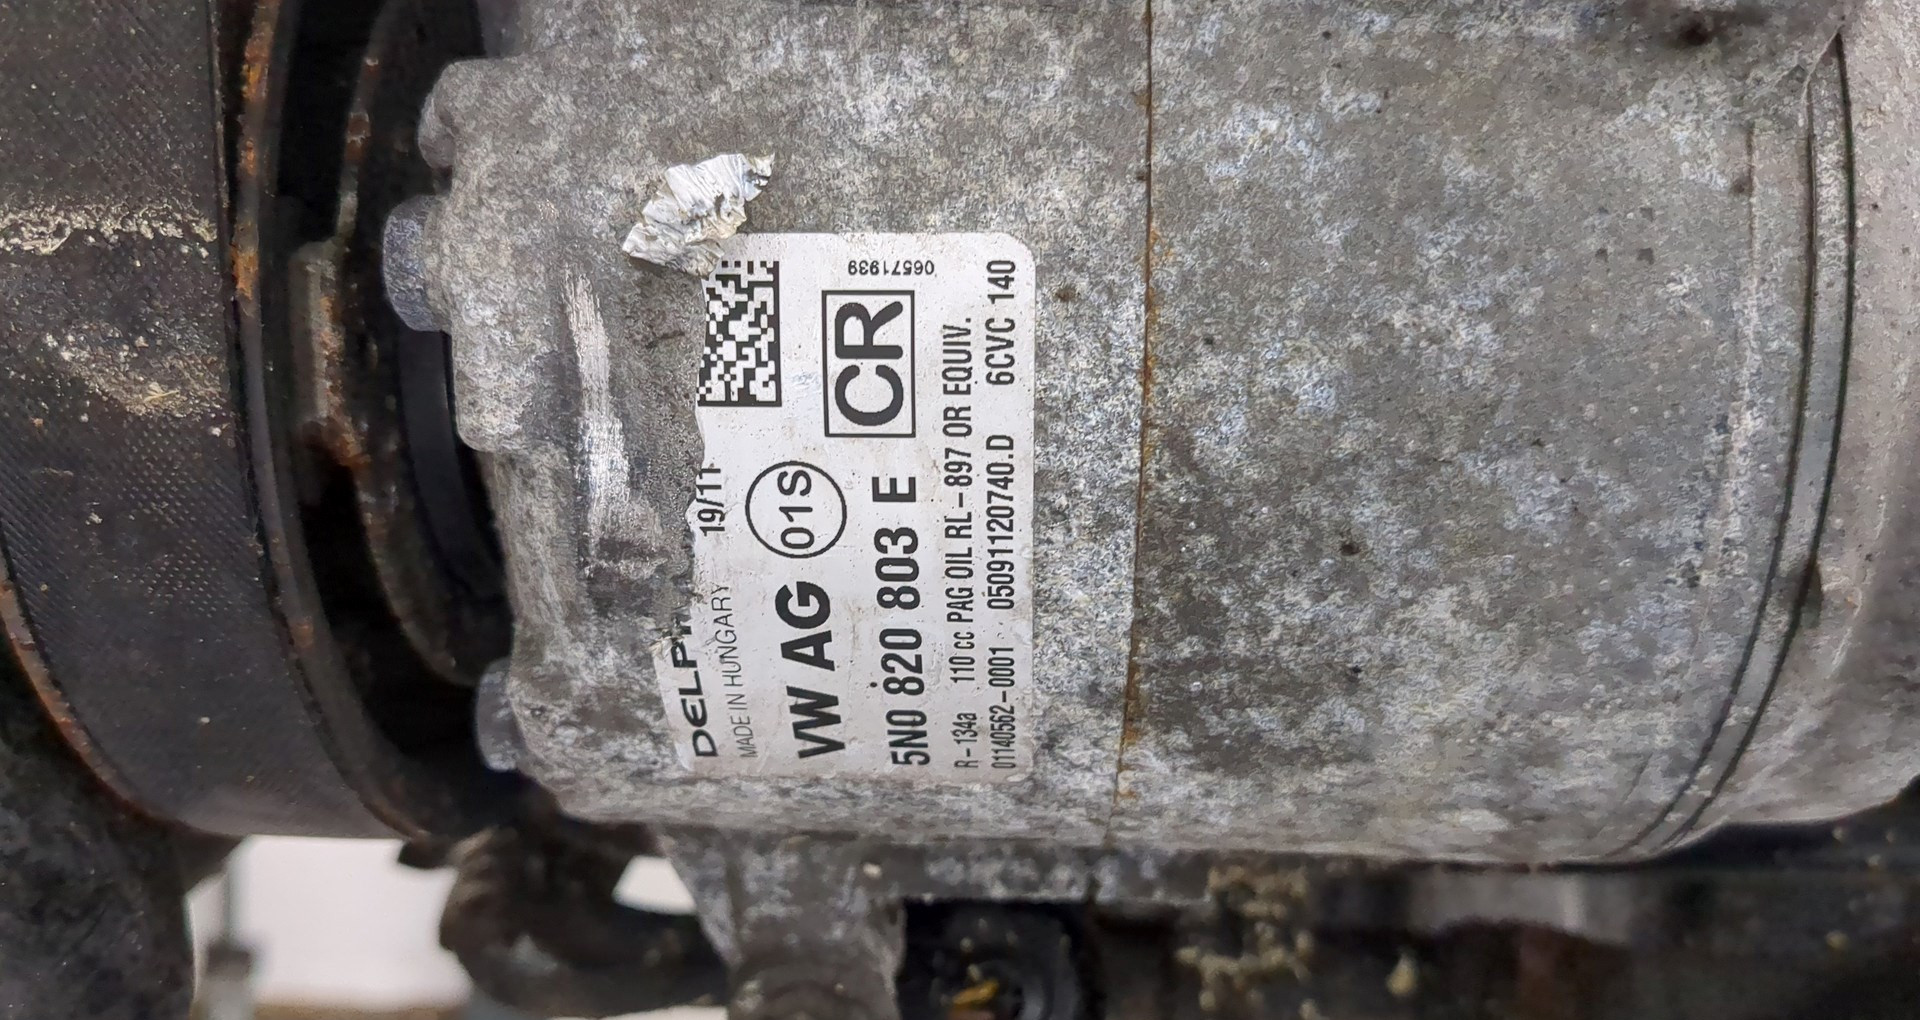 DELPHI 19/11
MADE IN HUNGARY
VW AG 01S
5N0 820 803 E CR
R-134a 110 cc PAG OIL RL-897 OR EQUIV.
01140562-0001 05091120740.D 6CVC 140
06571939